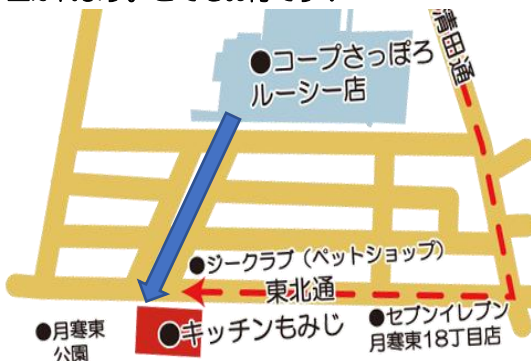 ●コープさっぽろ
ルーシー店
清田通
●ジークラブ（ペットショップ）
東北通
●月寒東
公園
●キッチンもみじ
●セブンイレブン
月寒東18丁目店